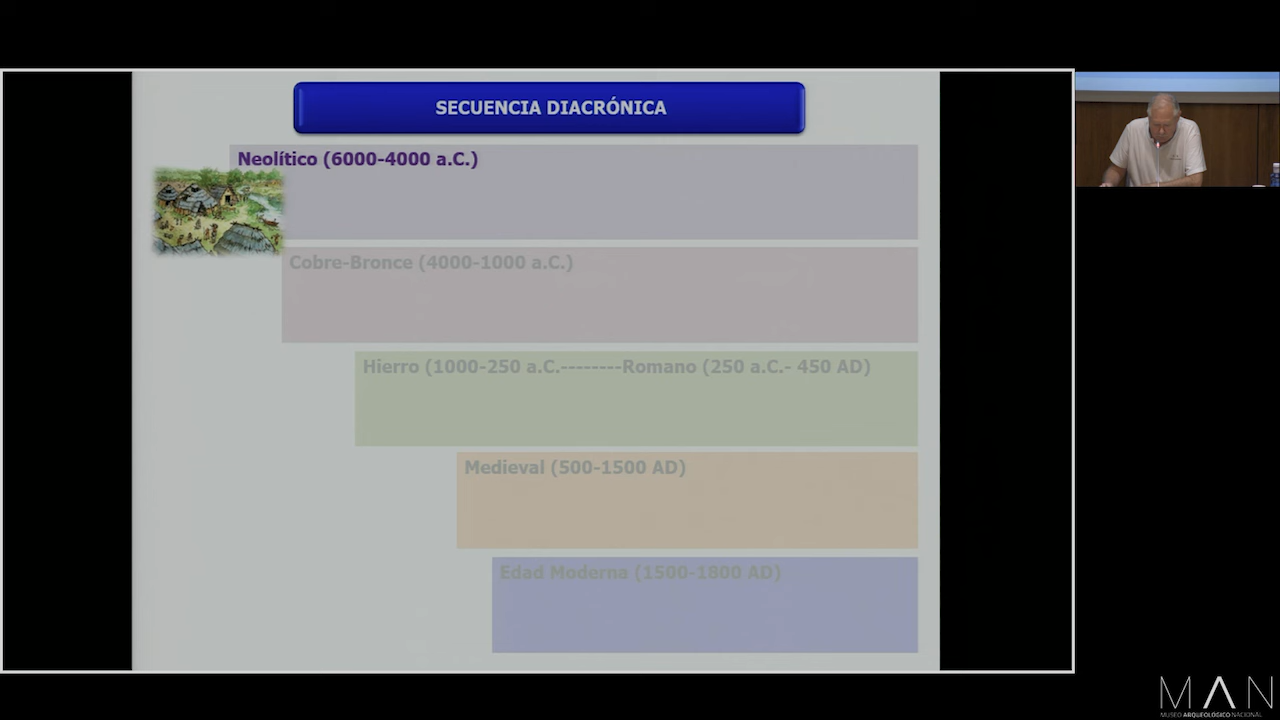 SECUENCIA DIACRÓNICA
Neolítico (6000-4000 a.C.)
Cobre-Bronce (4000-1000 a.C.)
Hierro (1000-250 a.C.--------Romano (250 a.C.- 450 AD)
Medieval (500-1500 AD)
Edad Moderna (1500-1800 AD)
MAN
MUSEO ARQUEOLÓGICO NACIONAL